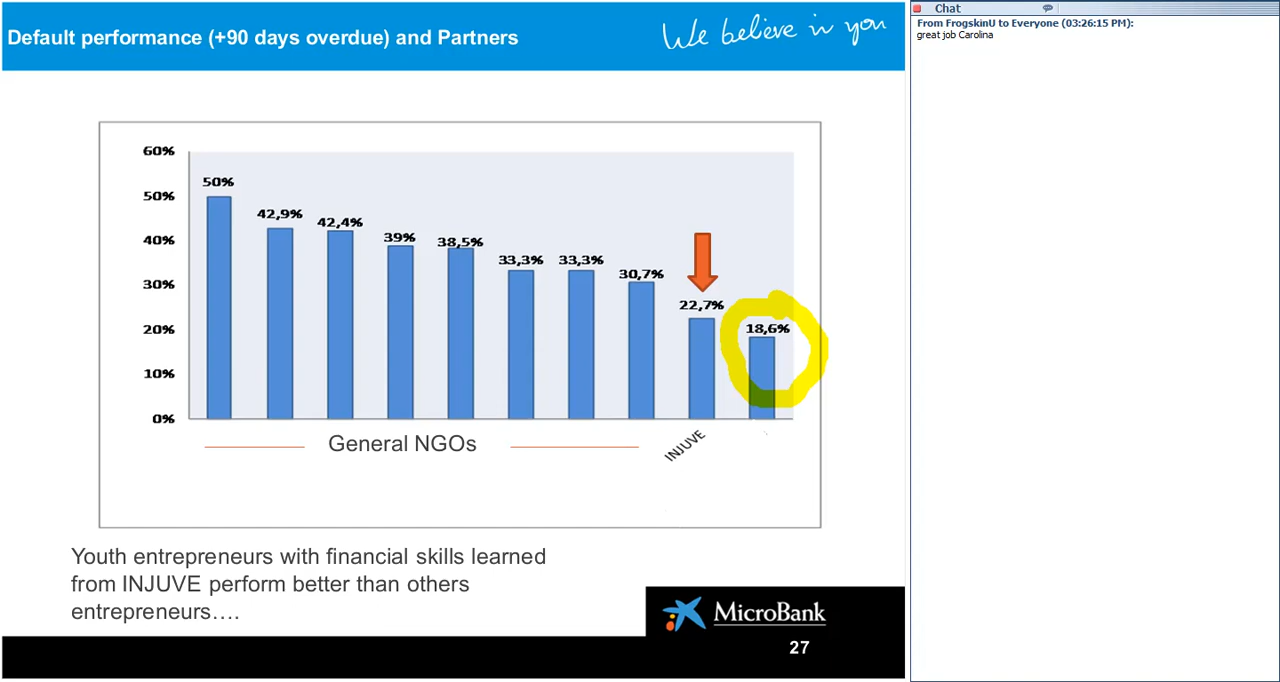 Default performance (+90 days overdue) and Partners
We believe in you
60%
50%
40%
30%
20%
10%
0%
50%
42,9%
42,4%
39%
38,5%
33,3%
33,3%
30,7%
22,7%
18,6%
General NGOs
INJUVE
Youth entrepreneurs with financial skills learned
from INJUVE perform better than others
entrepreneurs....
MicroBank
27
Chat
From FrogskinU to Everyone (03:26:15 PM):
great job Carolina